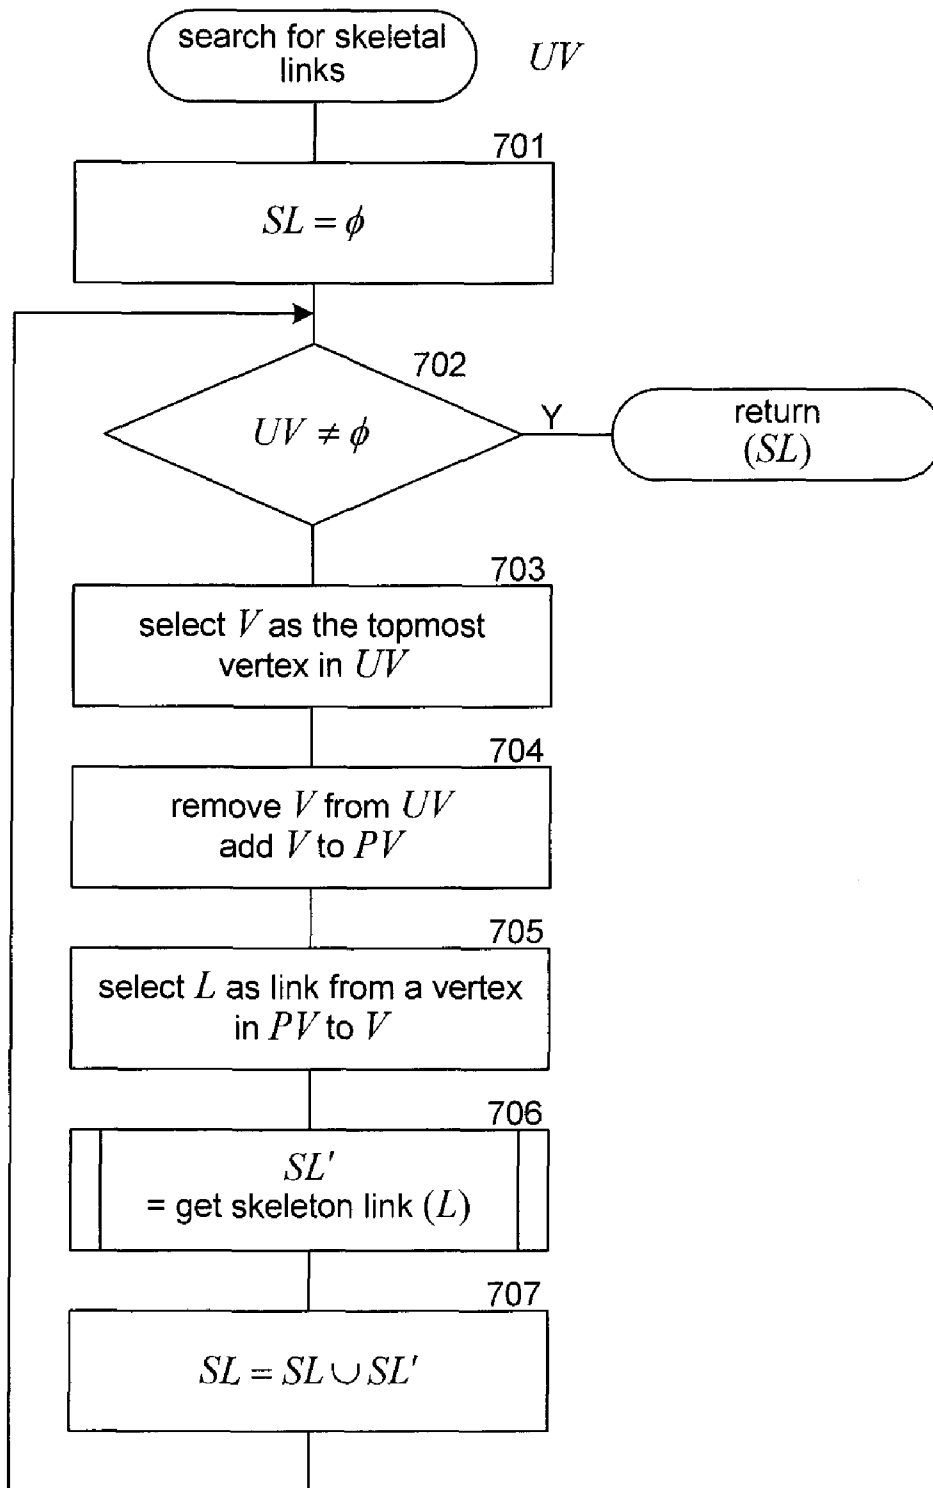 search for skeletal
links
UV
701
SL = ϕ
702
UV ≠ ϕ
Y
return
(SL)
703
select V as the topmost
vertex in UV
704
remove V from UV
add V to PV
705
select L as link from a vertex
in PV to V
706
SL'
= get skeleton link (L)
707
SL = SL ∪ SL'